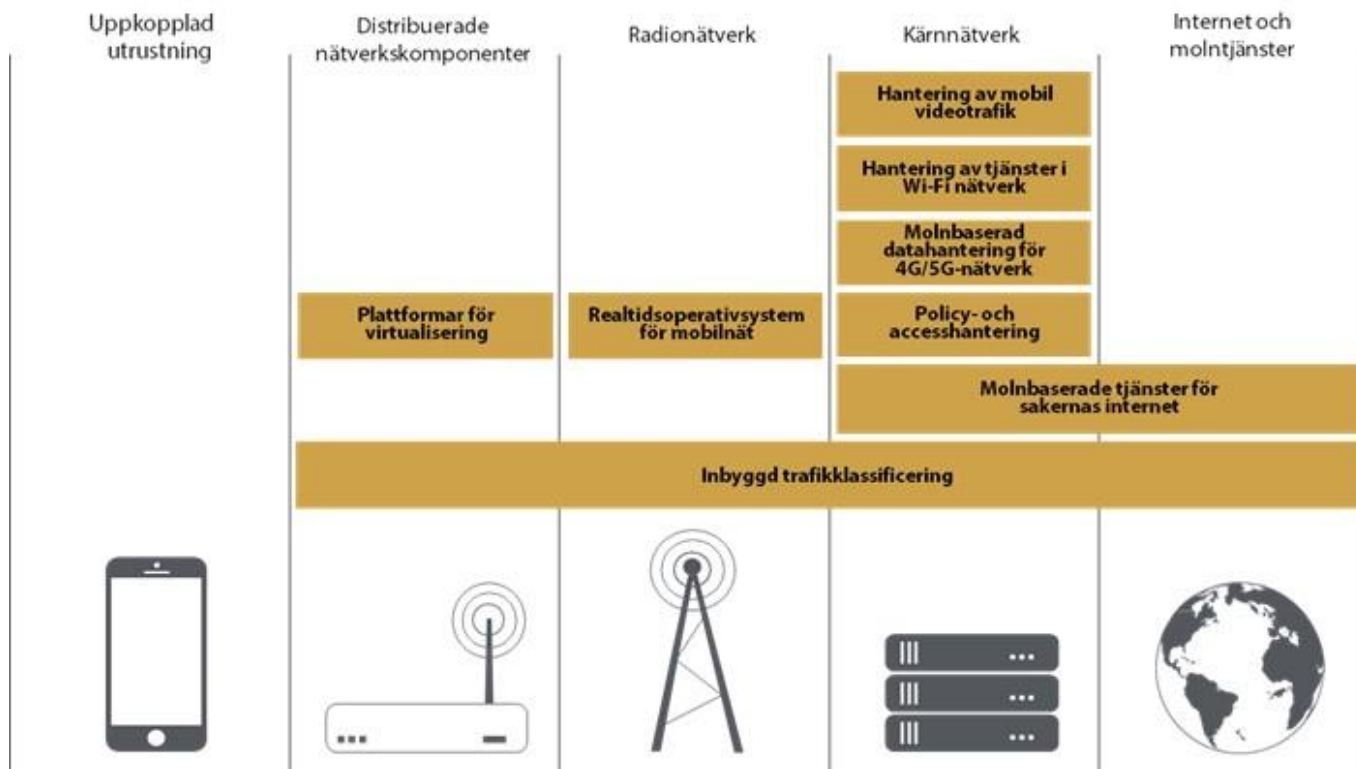 Uppkopplad
utrustning
Distribuerade
nätverkskomponenter
Radionätverk
Kärnnätverk
Internet och
molntjänster
Hantering av mobil
videotrafik
Hantering av tjänster i
Wi-Fi nätverk
Molnbaserad
datahantering för
4G/5G-nätverk
Plattformar för
virtualisering
Realtidsoperativsystem
för mobilnät
Policy- och
accesshantering
Molnbaserade tjänster för
sakernas internet
Inbyggd trafikklassificering